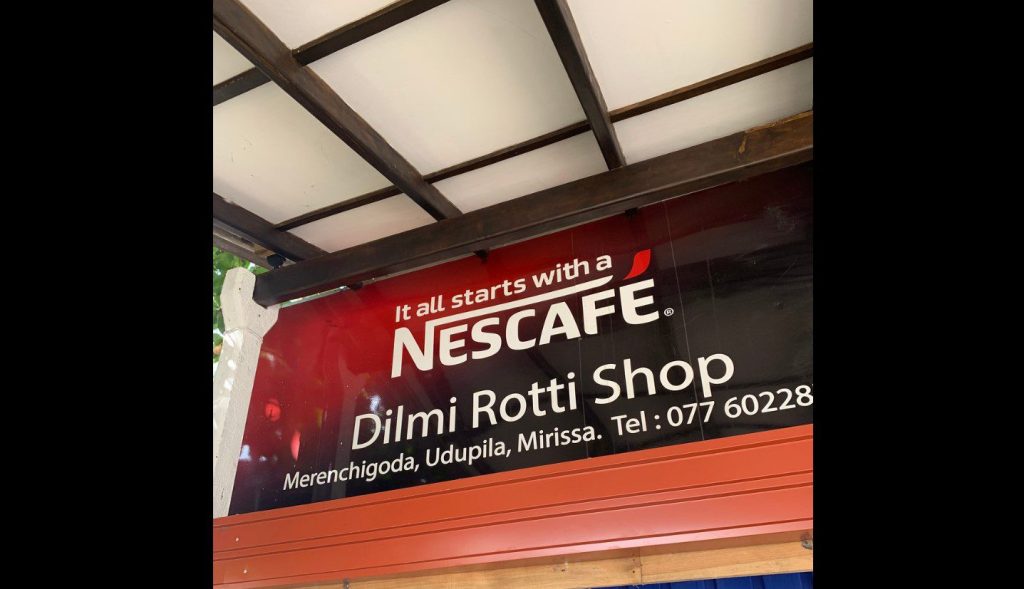 It all starts with a
NESCAFÉ®
Dilmi Rotti Shop
Merenchigoda, Udupila, Mirissa. Tel : 077 60228